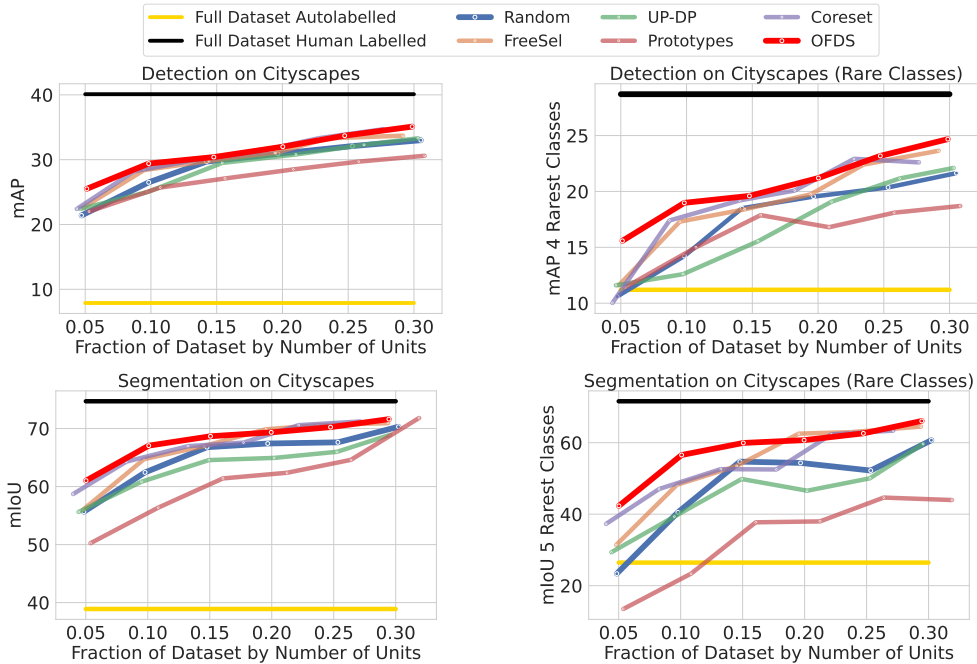 Full Dataset Autolabelled
Full Dataset Human Labelled
Random
FreeSel
UP-DP
Prototypes
Coreset
OFDS
Detection on Cityscapes
mAP
40
30
20
10
0.05 0.10 0.15 0.20 0.25 0.30
Fraction of Dataset by Number of Units
Detection on Cityscapes (Rare Classes)
mAP 4 Rarest Classes
25
20
15
10
0.05 0.10 0.15 0.20 0.25 0.30
Fraction of Dataset by Number of Units
Segmentation on Cityscapes
mIoU
70
60
50
40
0.05 0.10 0.15 0.20 0.25 0.30
Fraction of Dataset by Number of Units
Segmentation on Cityscapes (Rare Classes)
mIoU 5 Rarest Classes
60
40
20
0.05 0.10 0.15 0.20 0.25 0.30
Fraction of Dataset by Number of Units